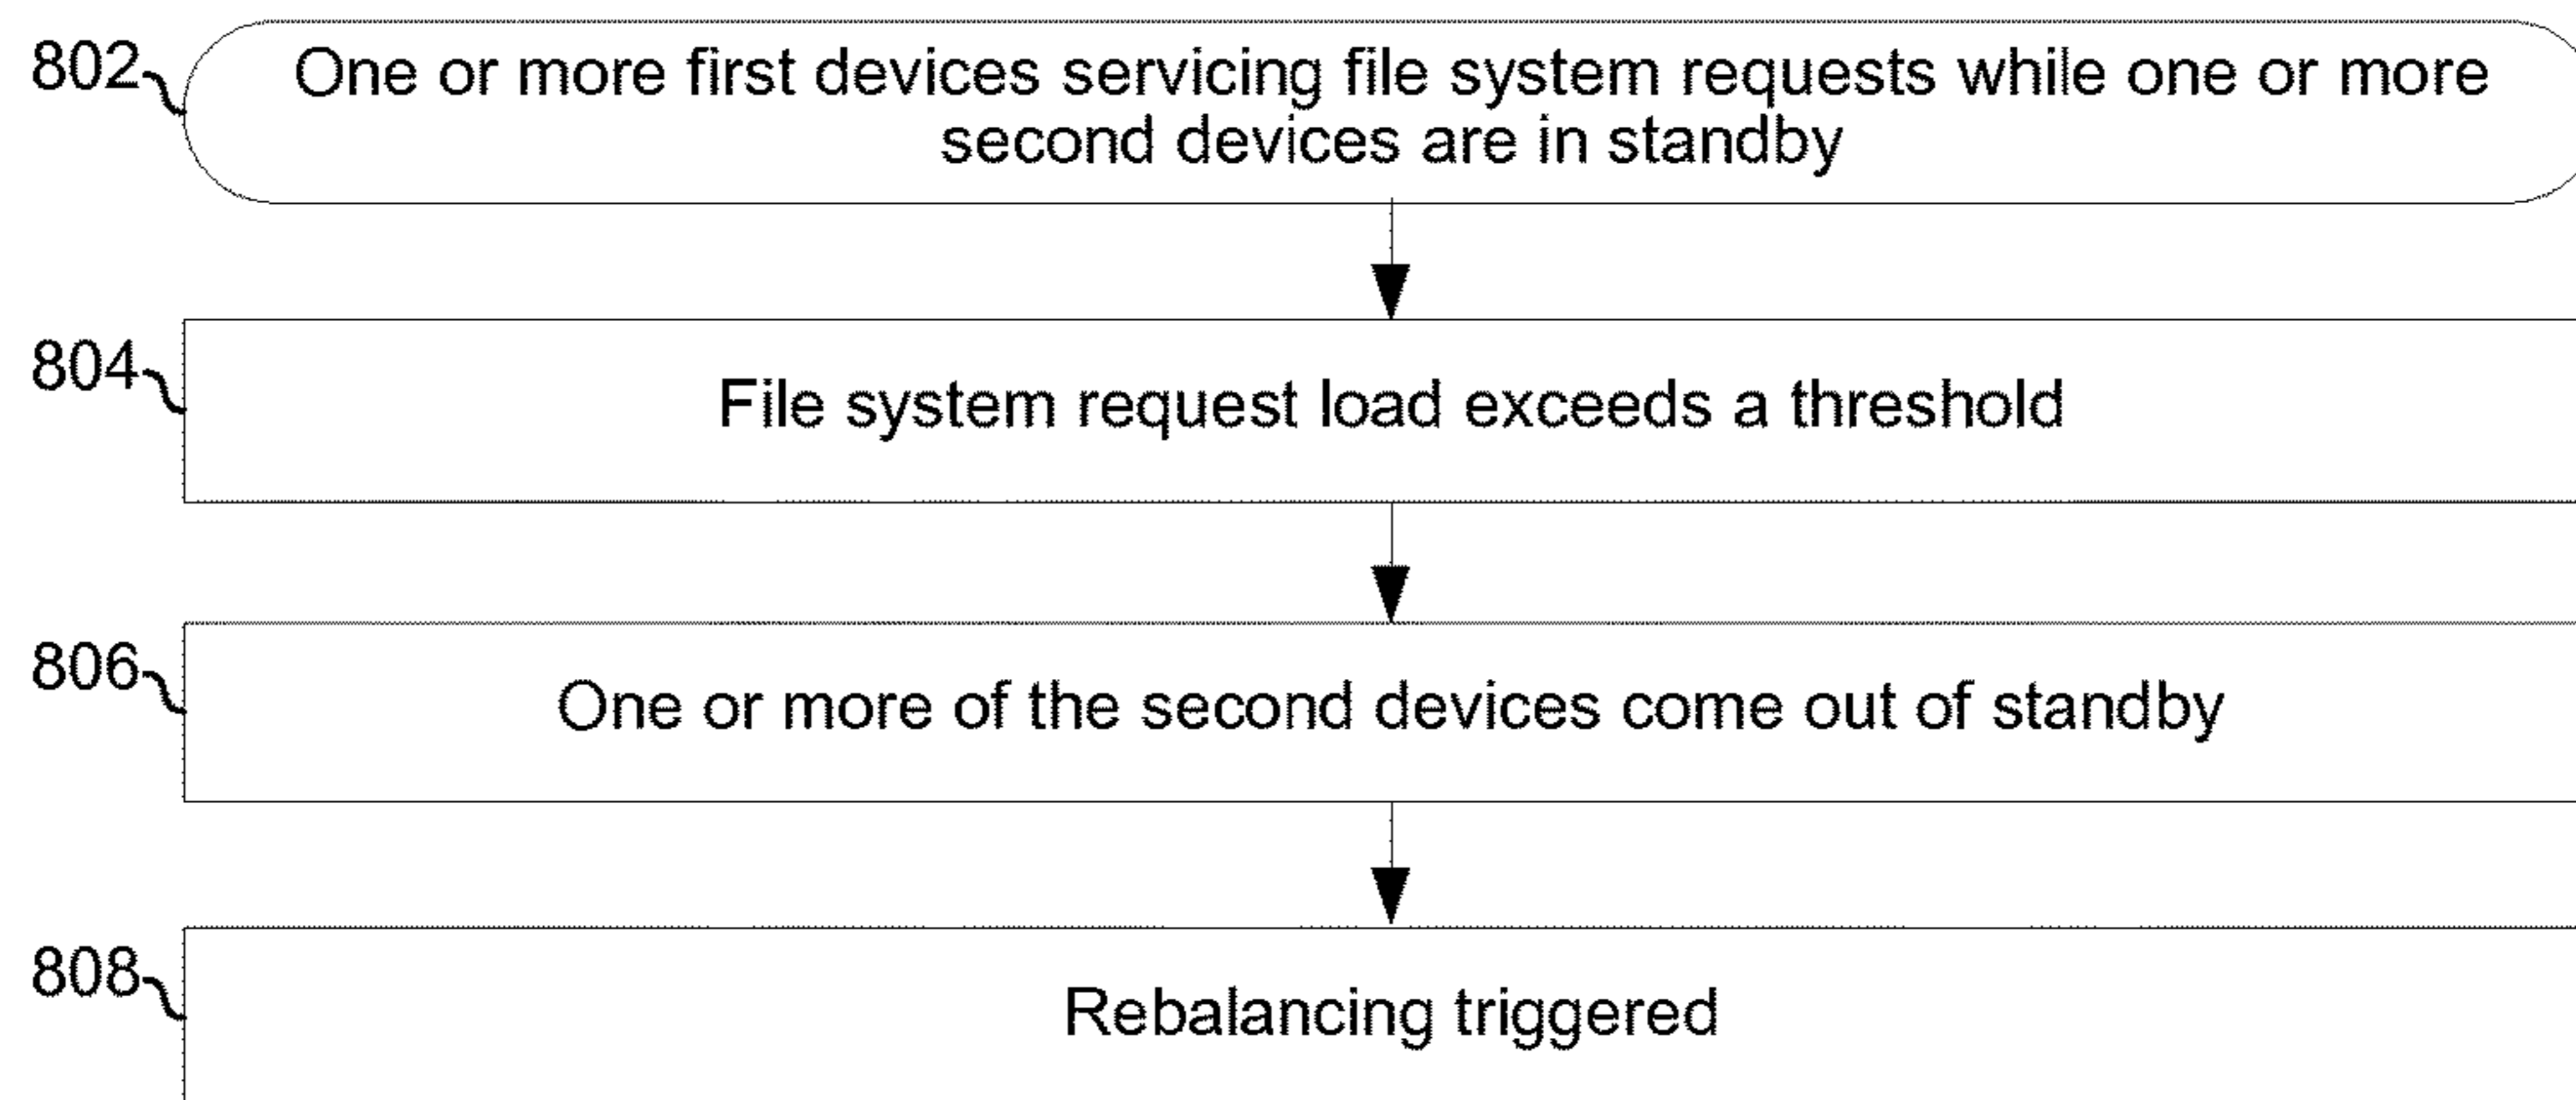 802
One or more first devices servicing file system requests while one or more
second devices are in standby
804
File system request load exceeds a threshold
806
One or more of the second devices come out of standby
808
Rebalancing triggered